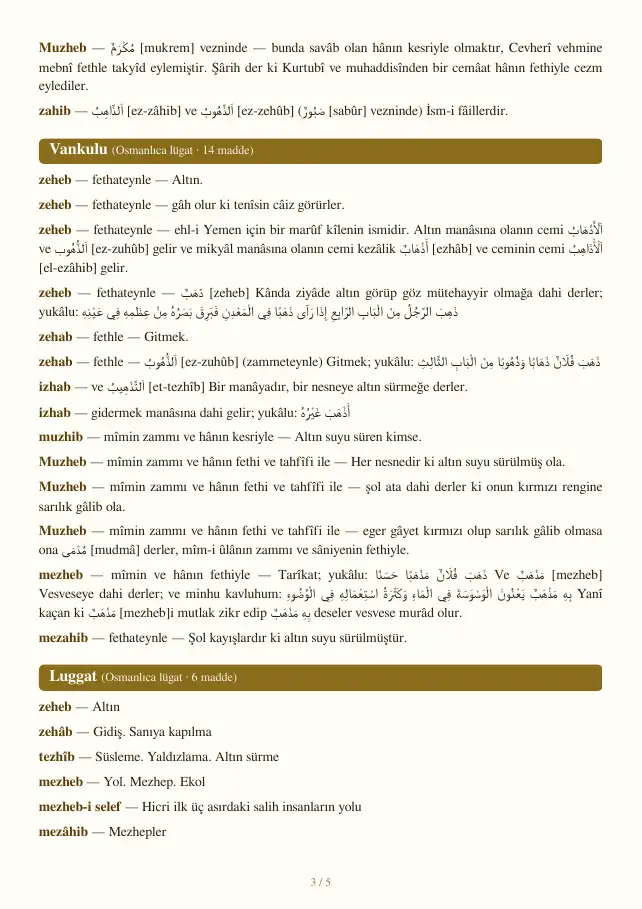 Muzheb — مُكْرَمٌ [mukrem] vezninde — bunda savâb olan hânın kesriyle olmaktır, Cevherî vehmine
mebnî fethle takyîd eylemiştir. Şârih der ki Kurtubî ve muhaddisînden bir cemâat hânın fethiyle cezm
eylediler.
zahib — اَلذَّاهِبُ [ez-zâhib] ve اَلذَّهُوبُ [ez-zehûb] (صَبُورٌ [sabûr] vezninde) İsm-i fâillerdir.
Vankulu (Osmanlıca lügat · 14 madde)
zeheb — fethateynle — Altın.
zeheb — fethateynle — gâh olur ki tenîsin câiz görürler.
zeheb — fethateynle — ehl-i Yemen için bir marûf kîlenin ismidir. Altın manâsına olanın cemi اَلْأَذْهَابُ
ve اَلذُّهُوب [ez-zuhûb] gelir ve mikyâl manâsına olanın cemi kezâlik أَذْهَابٌ [ezhâb] ve ceminin cemi اَلْأَذَاهِبُ
[el-ezâhib] gelir.
zeheb — fethateynle — ذَهَبٌ [zeheb] Kânda ziyâde altın görüp göz mütehayyir olmağa dahi derler;
yukâlu: ذَهِبَ الرَّجُلُ مِنَ الْبَابِ الرَّابِعِ إِذَا رَأَى ذَهَبًا فِي الْمَعْدِنِ فَبَرِقَ بَصَرُهُ مِنْ عِظْمِهِ فِي عَيْنِهِ
zehab — fethle — Gitmek.
zehab — fethle — اَلذُّهُوبُ [ez-zuhûb] (zammeteynle) Gitmek; yukâlu: ذَهَبَ فُلَانٌ ذَهَابًا وَذُهُوبًا مِنَ الْبَابِ الثَّالِثِ
izhab — ve اَلتَّذْهِيبُ [et-tezhîb] Bir manâyadır, bir nesneye altın sürmeğe derler.
izhab — gidermek manâsına dahi gelir; yukâlu: أَذْهَبَ غَيْرُهُ
muzhib — mîmin zammı ve hânın kesriyle — Altın suyu süren kimse.
Muzheb — mîmin zammı ve hânın fethi ve tahfîfi ile — Her nesnedir ki altın suyu sürülmüş ola.
Muzheb — mîmin zammı ve hânın fethi ve tahfîfi ile — şol ata dahi derler ki onun kırmızı rengine
sarılık gâlib ola.
Muzheb — mîmin zammı ve hânın fethi ve tahfîfi ile — eger gâyet kırmızı olup sarılık gâlib olmasa
ona مُدْمَى [mudmâ] derler, mîm-i ûlânın zammı ve sâniyenin fethiyle.
mezheb — mîmin ve hânın fethiyle — Tarîkat; yukâlu: ذَهَبَ فُلَانٌ مَذْهَبًا حَسَنًا Ve مَذْهَبٌ [mezheb]
Vesveseye dahi derler; ve minhu kavluhum: بِهِ مَذْهَبٌ يَعْنُونَ الْوَسْوَسَةَ فِي الْمَاءِ وَكَثْرَةُ اسْتِعْمَالِهِ فِي الْوُضُوءِ Yanî
kaçan ki مَذْهَبٌ [mezheb]i mutlak zikr edip بِهِ مَذْهَبٌ deseler vesvese murâd olur.
mezahib — fethateynle — Şol kayışlardır ki altın suyu sürülmüştür.
Luggat (Osmanlıca lügat · 6 madde)
zeheb — Altın
zehâb — Gidiş. Sanıya kapılma
tezhîb — Süsleme. Yaldızlama. Altın sürme
mezheb — Yol. Mezhep. Ekol
mezheb-i selef — Hicri ilk üç asırdaki salih insanların yolu
mezâhib — Mezhepler
3 / 5